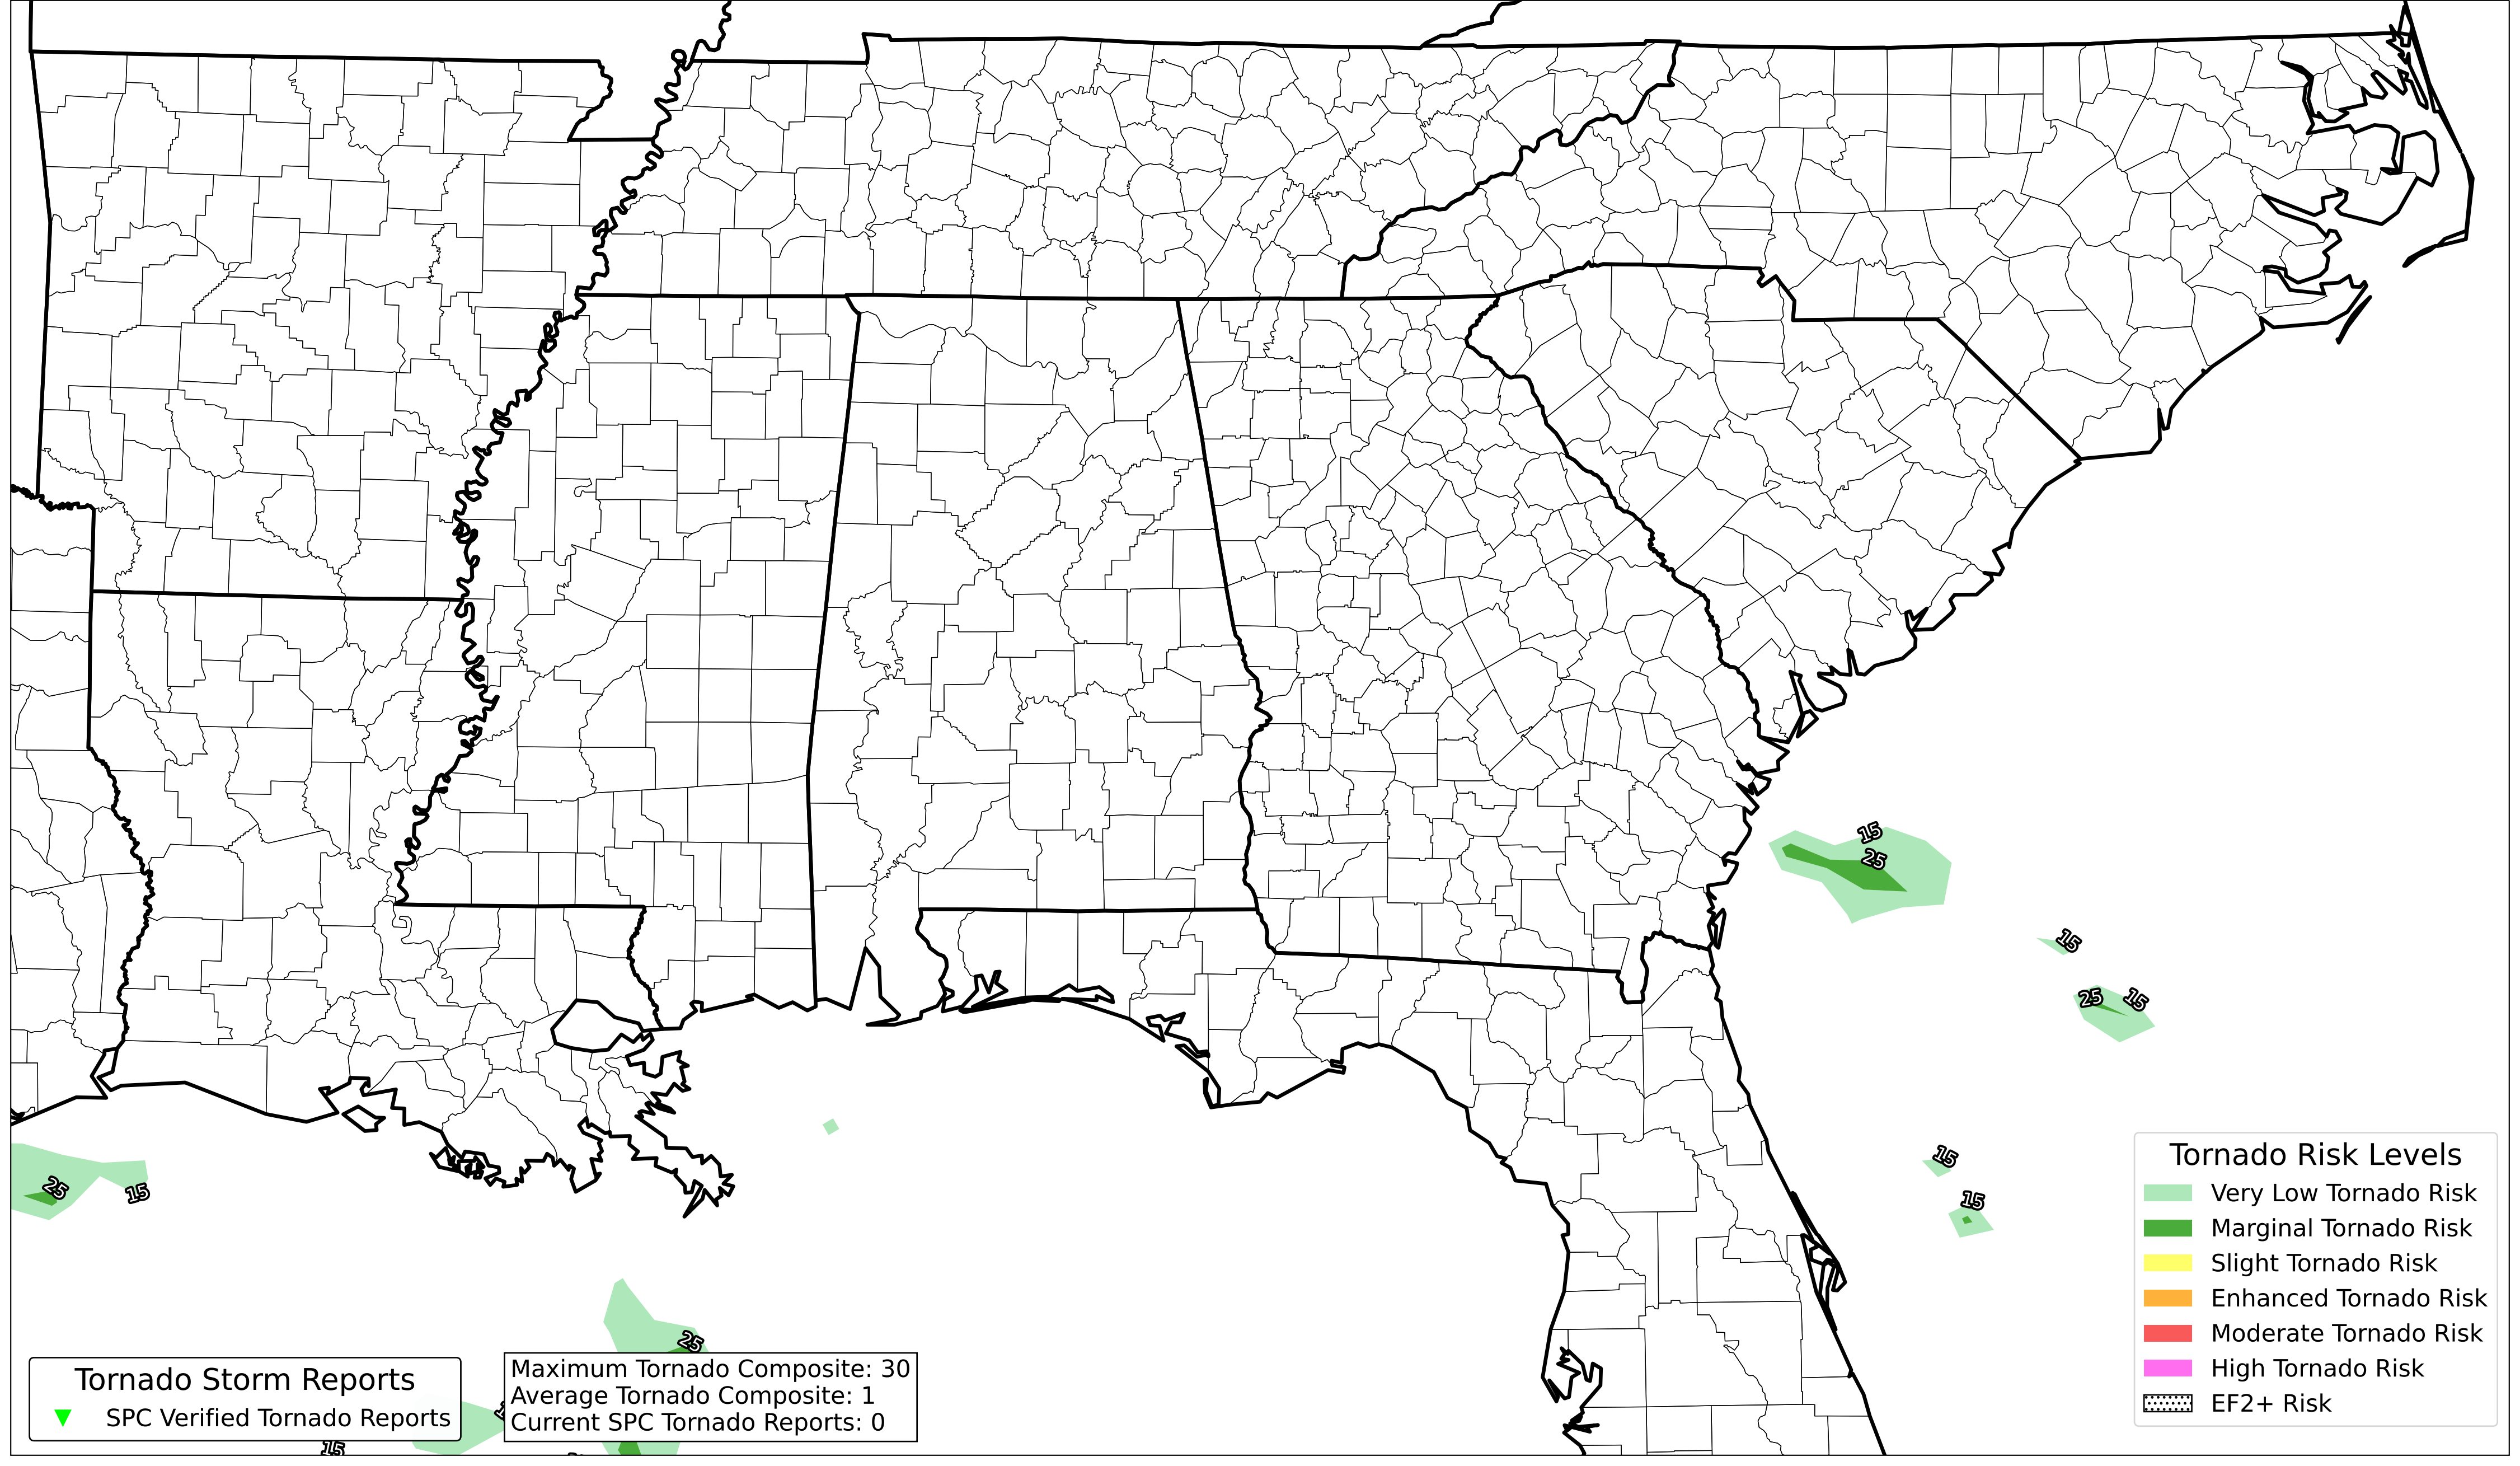 15
25
15
25
15
15
15
25
15
25
15
Tornado Risk Levels
Very Low Tornado Risk
Marginal Tornado Risk
Slight Tornado Risk
Enhanced Tornado Risk
Moderate Tornado Risk
High Tornado Risk
EF2+ Risk
Tornado Storm Reports
SPC Verified Tornado Reports
Maximum Tornado Composite: 30
Average Tornado Composite: 1
Current SPC Tornado Reports: 0